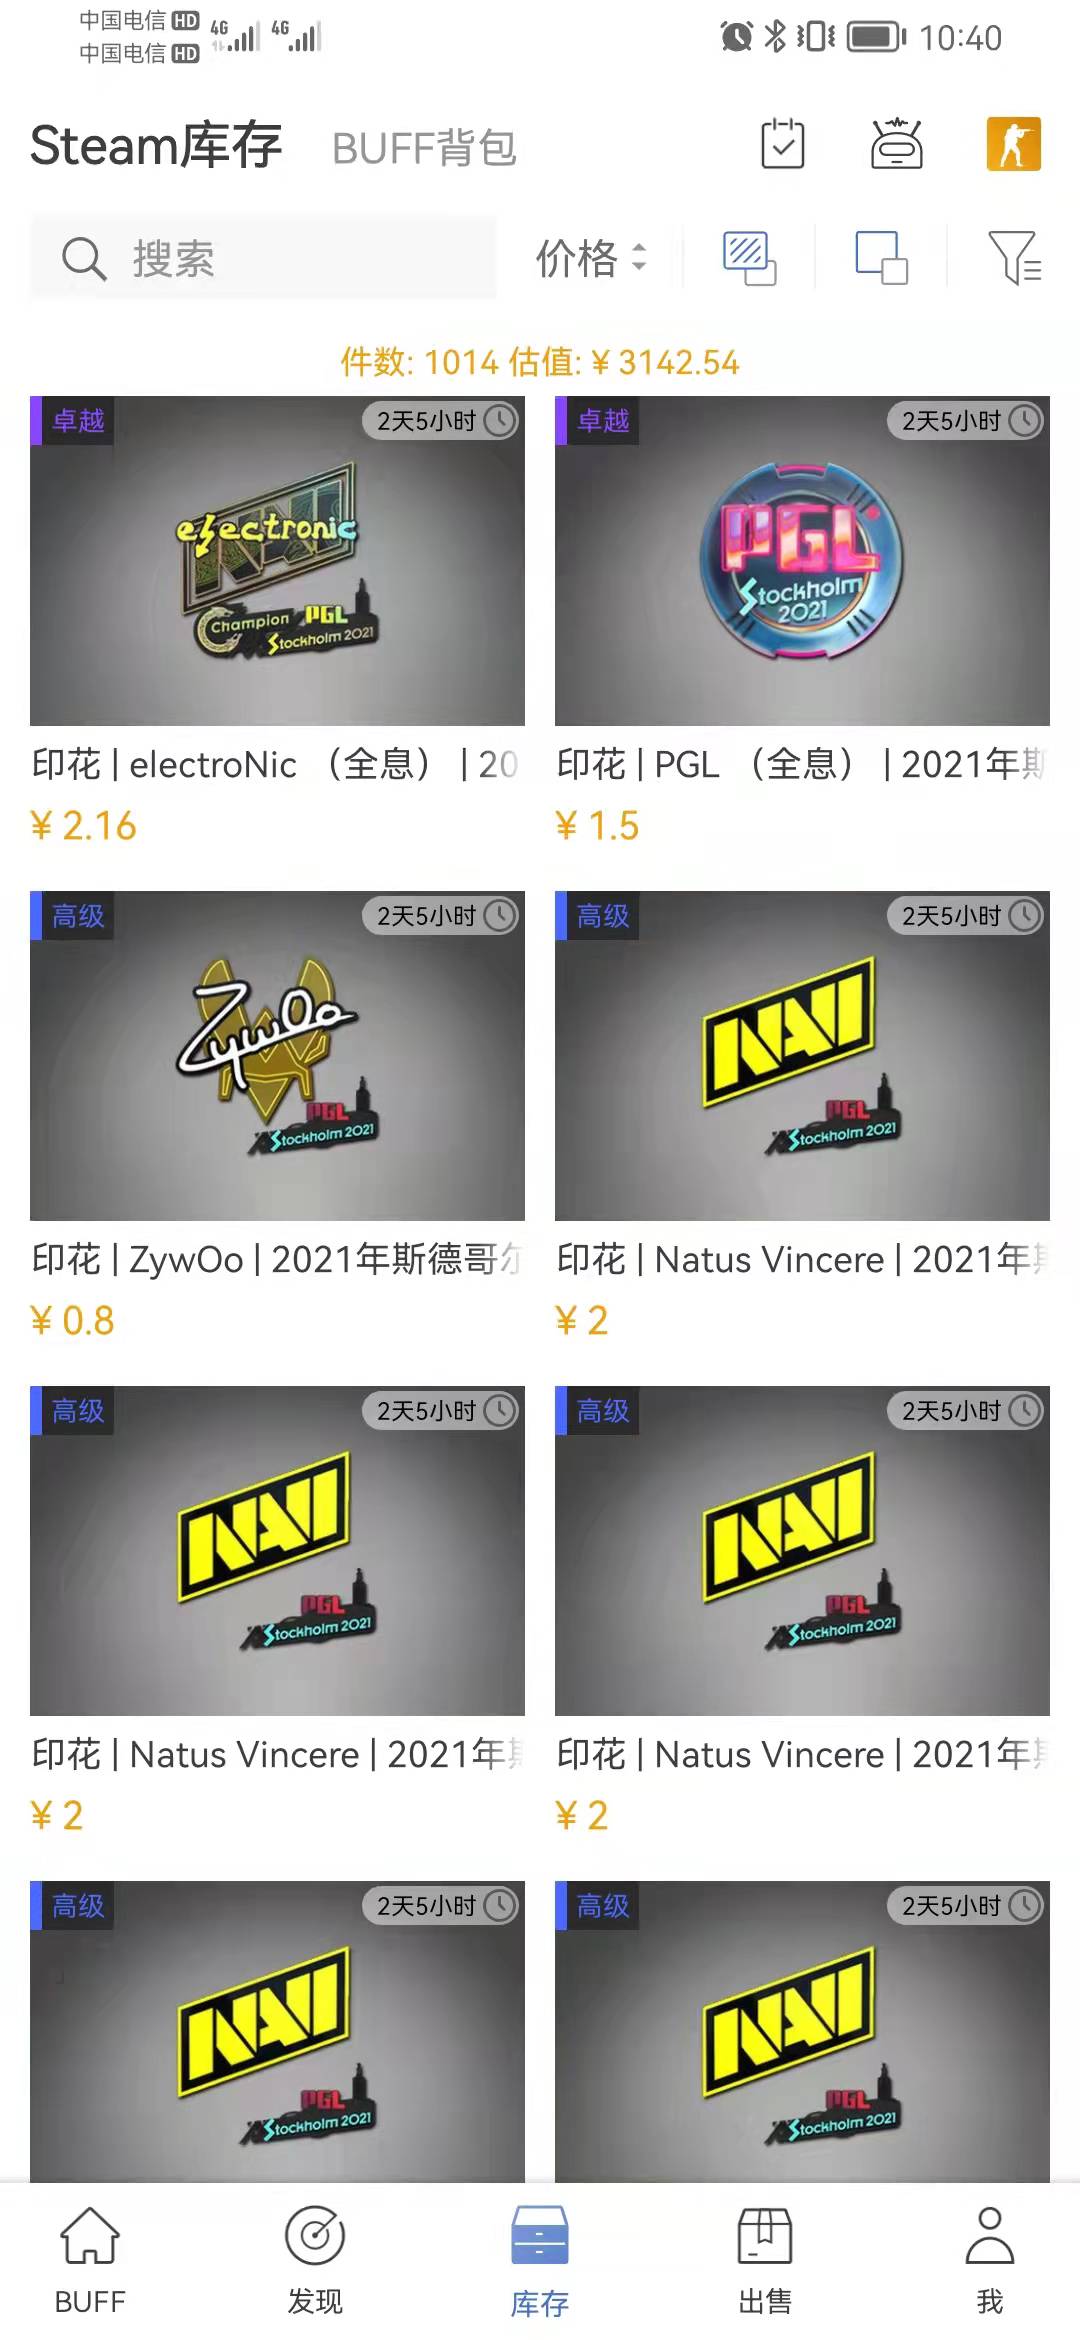 中国电信 HD 4G 4G 10:40
中国电信 HD
Steam库存 BUFF背包
搜索 价格
件数: 1014 估值: ¥ 3142.54
卓越 2天5小时 卓越 2天5小时
electronic
NAVI
Champion PGL
Stockholm 2021
PGL
Stockholm
2021
印花 | electroNic （全息） | 20 印花 | PGL （全息） | 2021年斯
¥ 2.16 ¥ 1.5
高级 2天5小时 高级 2天5小时
ZywOo
PGL
Stockholm 2021
NAVI
PGL
Stockholm 2021
印花 | ZywOo | 2021年斯德哥尔 印花 | Natus Vincere | 2021年斯
¥ 0.8 ¥ 2
高级 2天5小时 高级 2天5小时
NAVI
PGL
Stockholm 2021
NAVI
PGL
Stockholm 2021
印花 | Natus Vincere | 2021年斯 印花 | Natus Vincere | 2021年斯
¥ 2 ¥ 2
高级 2天5小时 高级 2天5小时
NAVI
PGL
Stockholm 2021
NAVI
PGL
Stockholm 2021
BUFF 发现 库存 出售 我